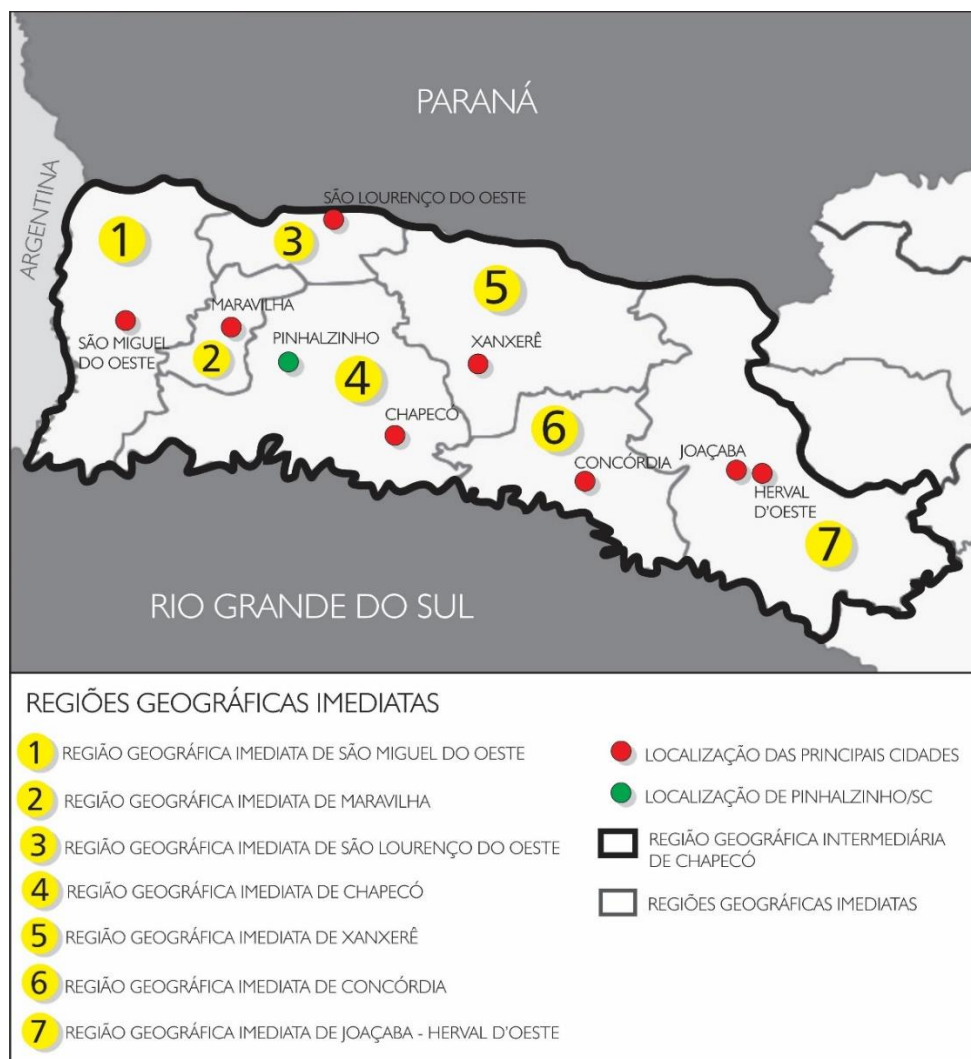 PARANÁ
ARGENTINA
SÃO LOURENÇO DO OESTE
1
3
5
MARAVILHA
SÃO MIGUEL
DO OESTE
2
PINHALZINHO
4
XANXERÊ
CHAPECÓ
6
CONCÓRDIA
JOAÇABA
HERVAL
D'OESTE
7
RIO GRANDE DO SUL
REGIÕES GEOGRÁFICAS IMEDIATAS
1 REGIÃO GEOGRÁFICA IMEDIATA DE SÃO MIGUEL DO OESTE
2 REGIÃO GEOGRÁFICA IMEDIATA DE MARAVILHA
3 REGIÃO GEOGRÁFICA IMEDIATA DE SÃO LOURENÇO DO OESTE
4 REGIÃO GEOGRÁFICA IMEDIATA DE CHAPECÓ
5 REGIÃO GEOGRÁFICA IMEDIATA DE XANXERÊ
6 REGIÃO GEOGRÁFICA IMEDIATA DE CONCÓRDIA
7 REGIÃO GEOGRÁFICA IMEDIATA DE JOAÇABA - HERVAL D'OESTE
LOCALIZAÇÃO DAS PRINCIPAIS CIDADES
LOCALIZAÇÃO DE PINHALZINHO/SC
REGIÃO GEOGRÁFICA INTERMEDIÁRIA
DE CHAPECÓ
REGIÕES GEOGRÁFICAS IMEDIATAS